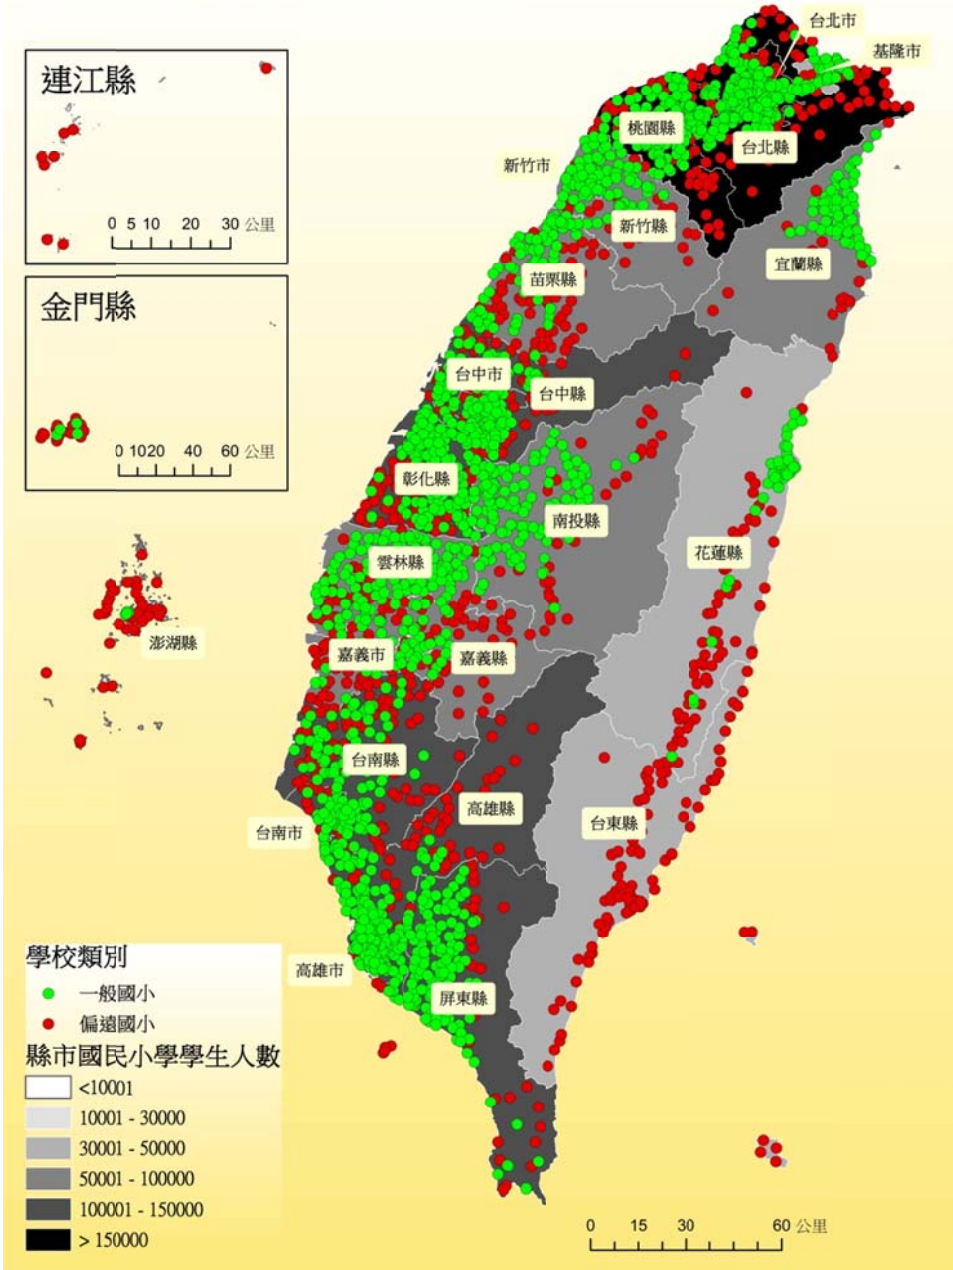 連江縣
0 5 10 20 30 公里
金門縣
0 10 20 40 60 公里
台北市
基隆市
桃園縣
台北縣
新竹市
新竹縣
宜蘭縣
苗栗縣
台中市
台中縣
彰化縣
南投縣
雲林縣
花蓮縣
澎湖縣
嘉義市
嘉義縣
台南縣
高雄縣
台南市
台東縣
高雄市
屏東縣
學校類別
一般國小
偏遠國小
縣市國民小學學生人數
<10001
10001 - 30000
30001 - 50000
50001 - 100000
100001 - 150000
> 150000
0 15 30 60 公里